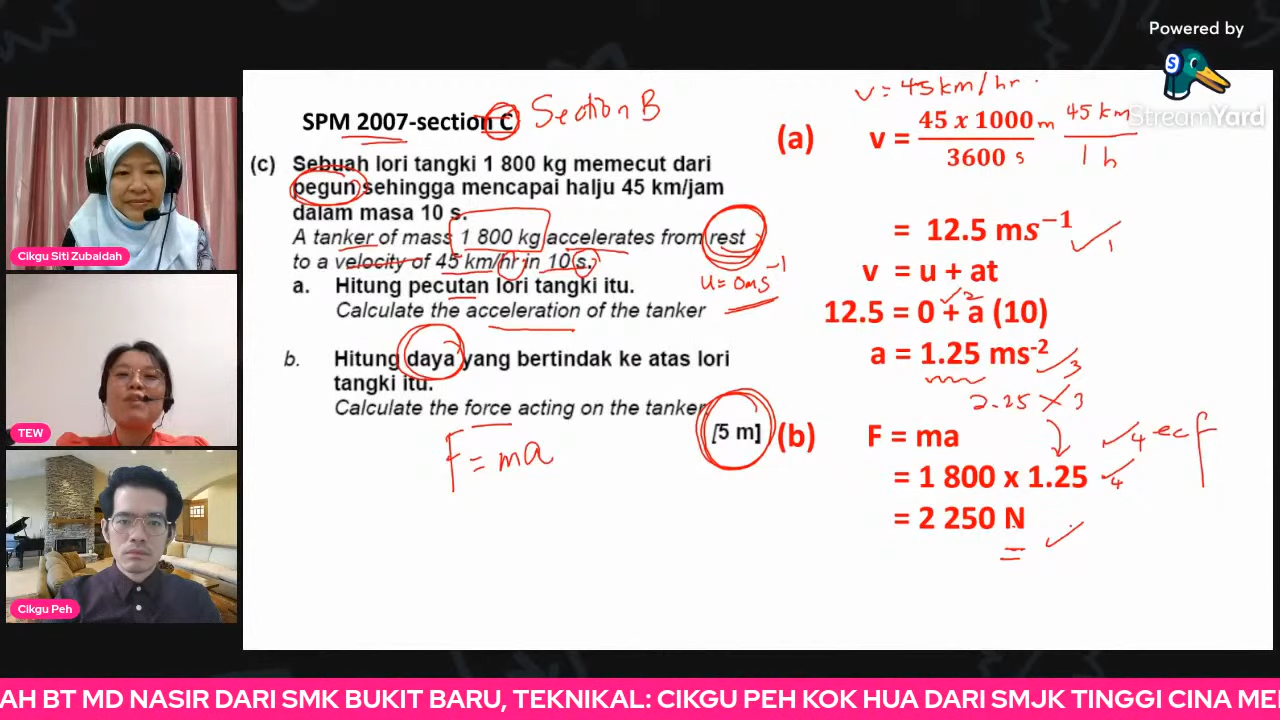 Powered by
StreamYard
Cikgu Siti Zubaidah
TEW
Cikgu Peh
SPM 2007-section C Section B
(c) Sebuah lori tangki 1 800 kg memecut dari
pegun sehingga mencapai halju 45 km/jam
dalam masa 10 s.
A tanker of mass 1 800 kg accelerates from rest
to a velocity of 45 km/hr in 10 s.
u = 0ms⁻¹
a. Hitung pecutan lori tangki itu.
Calculate the acceleration of the tanker
b. Hitung daya yang bertindak ke atas lori
tangki itu.
Calculate the force acting on the tanker
[5 m]
F = ma
v = 45 km/hr
(a) v = 45 x 1000 m / 3600 s 45 km / 1 h
= 12.5 ms⁻¹ ✓1
v = u + at
✓2
12.5 = 0 + a (10)
a = 1.25 ms⁻² ✓3
2.25 ✗ 3
(b) F = ma ✓4 ecf
= 1 800 x 1.25 ✓4
= 2 250 N ✓
AH BT MD NASIR DARI SMK BUKIT BARU, TEKNIKAL: CIKGU PEH KOK HUA DARI SMJK TINGGI CINA ME